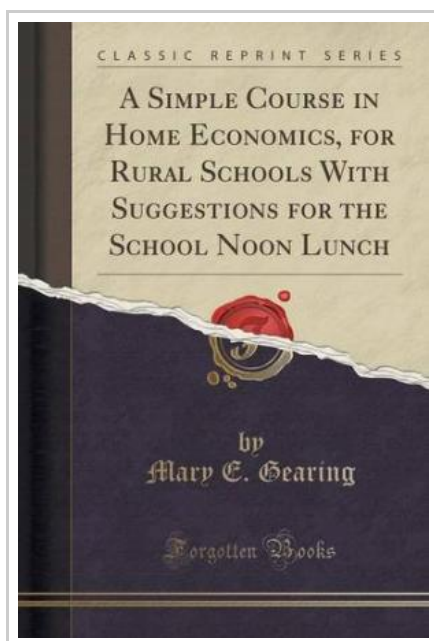 CLASSIC REPRINT SERIES
A SIMPLE COURSE IN
HOME ECONOMICS, FOR
RURAL SCHOOLS WITH
SUGGESTIONS FOR THE
SCHOOL NOON LUNCH
by
Mary E. Gearing
Forgotten Books